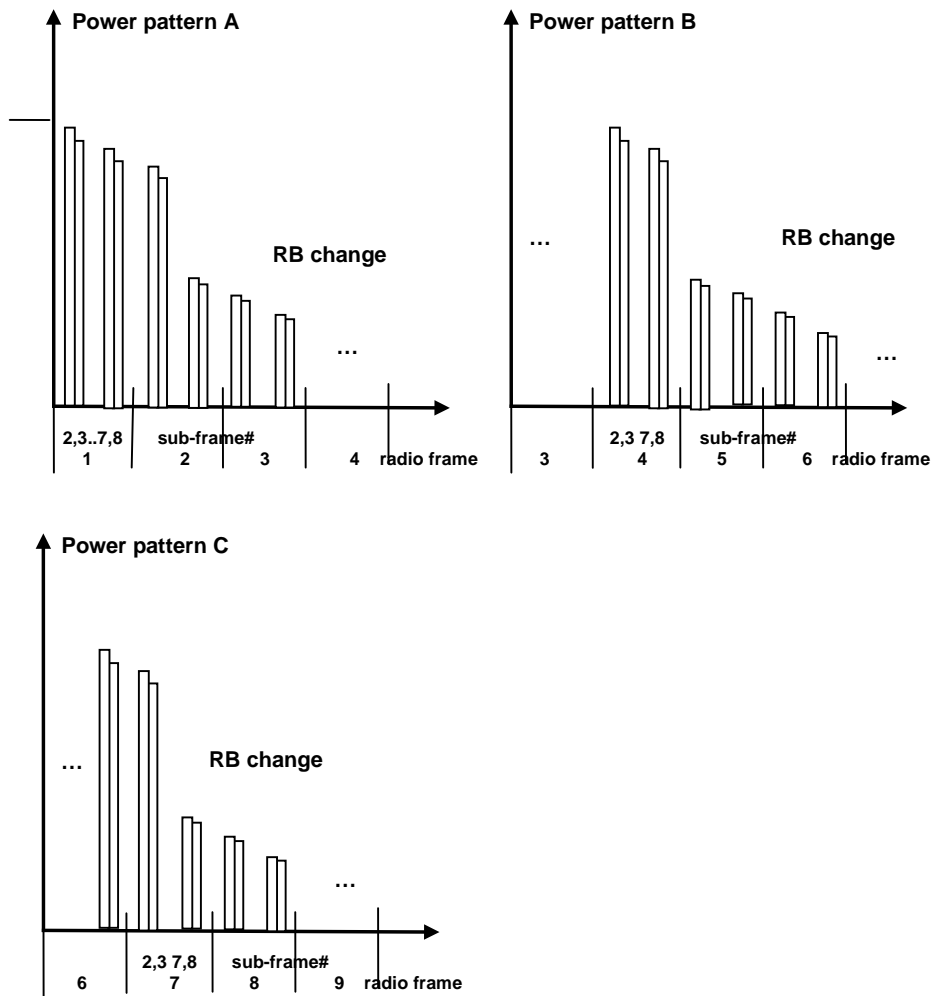 Power pattern A
RB change
...
2,3..7,8 sub-frame#
1 2 3 4 radio frame
Power pattern B
...
RB change
...
2,3 7,8 sub-frame#
3 4 5 6 radio frame
Power pattern C
...
RB change
...
2,3 7,8 sub-frame#
6 7 8 9 radio frame